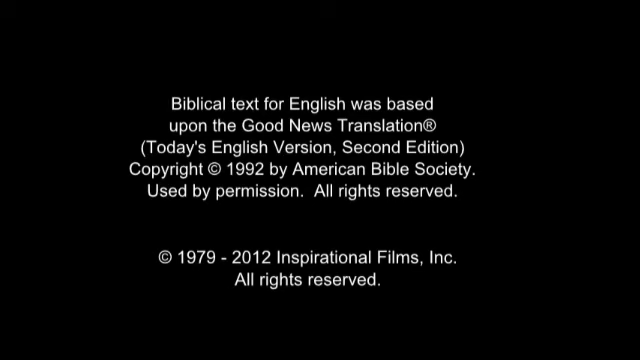 Biblical text for English was based
upon the Good News Translation®
(Today's English Version, Second Edition)
Copyright © 1992 by American Bible Society.
Used by permission.  All rights reserved.
© 1979 - 2012 Inspirational Films, Inc.
All rights reserved.